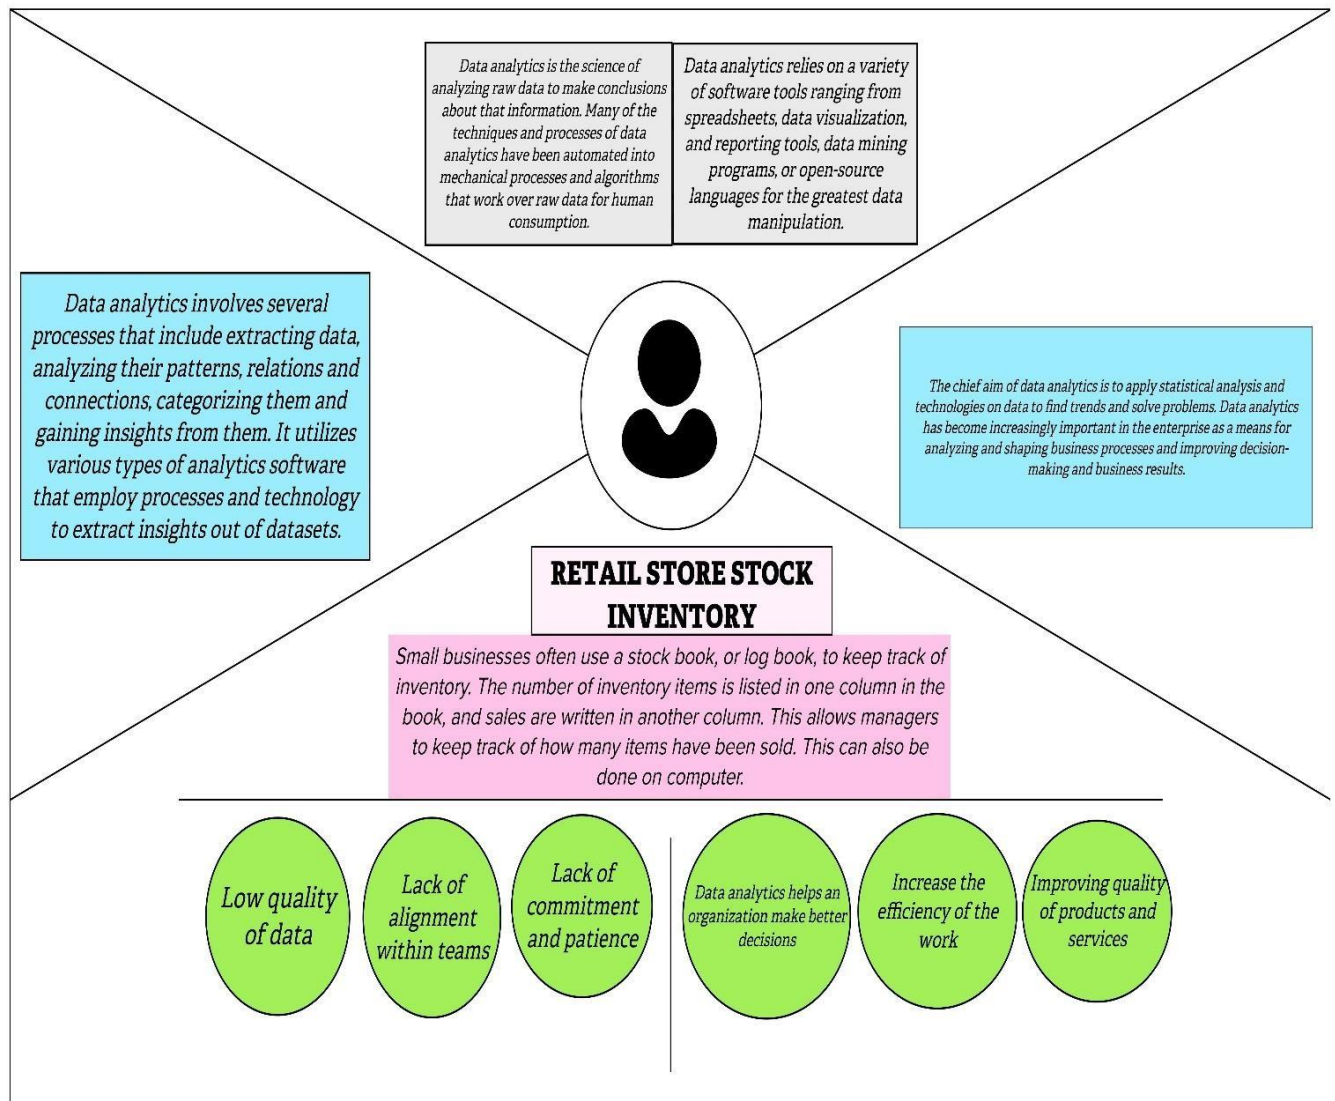 Data analytics is the science of
analyzing raw data to make conclusions
about that information. Many of the
techniques and processes of data
analytics have been automated into
mechanical processes and algorithms
that work over raw data for human
consumption.
Data analytics relies on a variety
of software tools ranging from
spreadsheets, data visualization,
and reporting tools, data mining
programs, or open-source
languages for the greatest data
manipulation.
Data analytics involves several
processes that include extracting data,
analyzing their patterns, relations and
connections, categorizing them and
gaining insights from them. It utilizes
various types of analytics software
that employ processes and technology
to extract insights out of datasets.
The chief aim of data analytics is to apply statistical analysis and
technologies on data to find trends and solve problems. Data analytics
has become increasingly important in the enterprise as a means for
analyzing and shaping business processes and improving decision-
making and business results.
RETAIL STORE STOCK
INVENTORY
Small businesses often use a stock book, or log book, to keep track of
inventory. The number of inventory items is listed in one column in the
book, and sales are written in another column. This allows managers
to keep track of how many items have been sold. This can also be
done on computer.
Low quality
of data
Lack of
alignment
within teams
Lack of
commitment
and patience
Data analytics helps an
organization make better
decisions
Increase the
efficiency of the
work
Improving quality
of products and
services